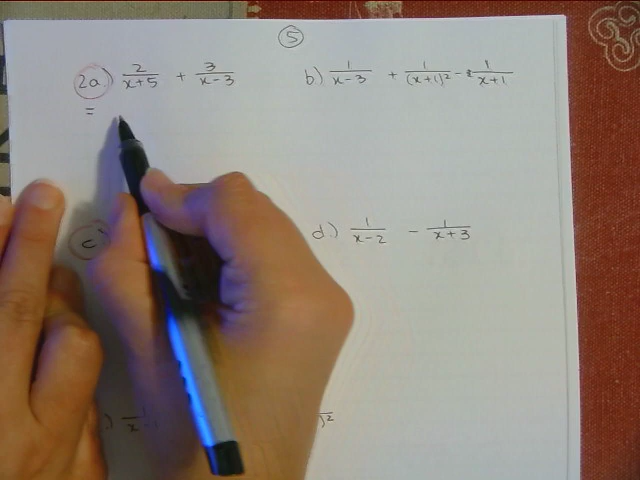 5
2a) 2/(x+5) + 3/(x-3)
b) 1/(x-3) + 1/(x+1)² - 1/(x+1)
=
c)
d) 1/(x-2) - 1/(x+3)